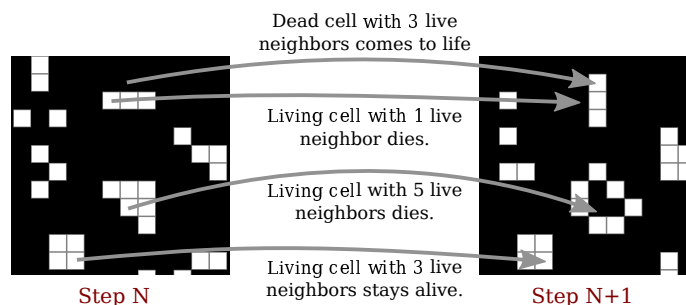 Dead cell with 3 live
neighbors comes to life
Living cell with 1 live
neighbor dies.
Living cell with 5 live
neighbors dies.
Living cell with 3 live
neighbors stays alive.
Step N
Step N+1